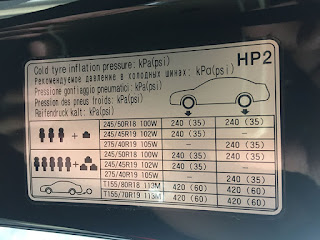 Cold tyre inflation pressure: kPa(psi) HP2
Рекомендуемое давление в холодных шинах: kPa(psi)
Pressione gonfiaggio pneumatici: kPa(psi)
Pression des pneus froids: kPa(psi)
Reifendruck kalt: kPa(psi)
245/50R18 100W 240 (35) 240 (35)
245/45R19 102W 240 (35) -
275/40R19 105W - 240 (35)
245/50R18 100W 240 (35) 240 (35)
245/45R19 102W 240 (35) -
275/40R19 105W - 240 (35)
T155/80R18 113M 420 (60) 420 (60)
T155/70R19 113M 420 (60) 420 (60)